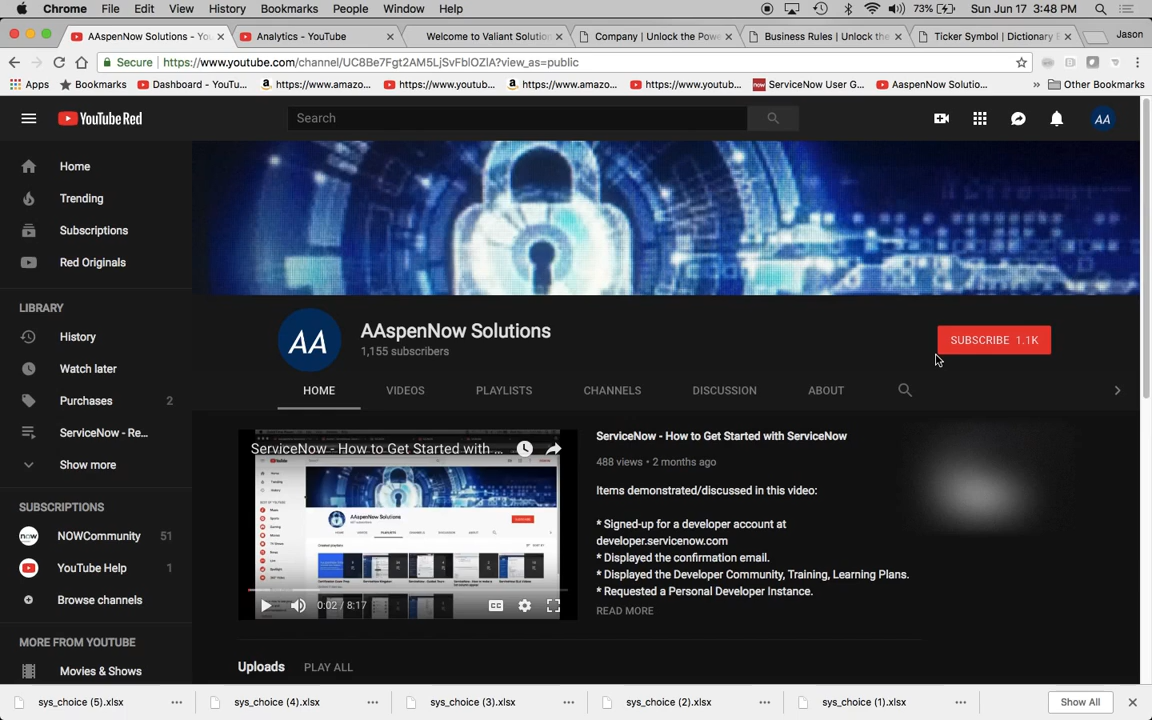 Chrome File Edit View History Bookmarks People Window Help 73% Sun Jun 17 3:48 PM
AAspenNow Solutions - You Analytics - YouTube Welcome to Valiant Solution Company | Unlock the Powe Business Rules | Unlock the Ticker Symbol | Dictionary E Jason
Secure https://www.youtube.com/channel/UC8Be7Fgt2AM5LjSvFblOZlA?view_as=public
Apps Bookmarks Dashboard - YouTu... https://www.amazo... https://www.youtub... https://www.amazo... https://www.youtub... now ServiceNow User G... AaspenNow Solutio... » Other Bookmarks
YouTube Red Search AA
Home
Trending
Subscriptions
Red Originals
LIBRARY
History
Watch later
Purchases 2
ServiceNow - Re...
Show more
SUBSCRIPTIONS
now NOWCommunity 51
YouTube Help 1
Browse channels
MORE FROM YOUTUBE
Movies & Shows
AA
AAspenNow Solutions
1,155 subscribers
SUBSCRIBE 1.1K
HOME VIDEOS PLAYLISTS CHANNELS DISCUSSION ABOUT
ServiceNow - How to Get Started with ...
AAspenNow Solutions
0:02 / 8:17
CC
ServiceNow - How to Get Started with ServiceNow
488 views • 2 months ago
Items demonstrated/discussed in this video:
* Signed-up for a developer account at
developer.servicenow.com
* Displayed the confirmation email.
* Displayed the Developer Community, Training, Learning Plans.
* Requested a Personal Developer Instance.
READ MORE
Uploads PLAY ALL
sys_choice (5).xlsx sys_choice (4).xlsx sys_choice (3).xlsx sys_choice (2).xlsx sys_choice (1).xlsx Show All